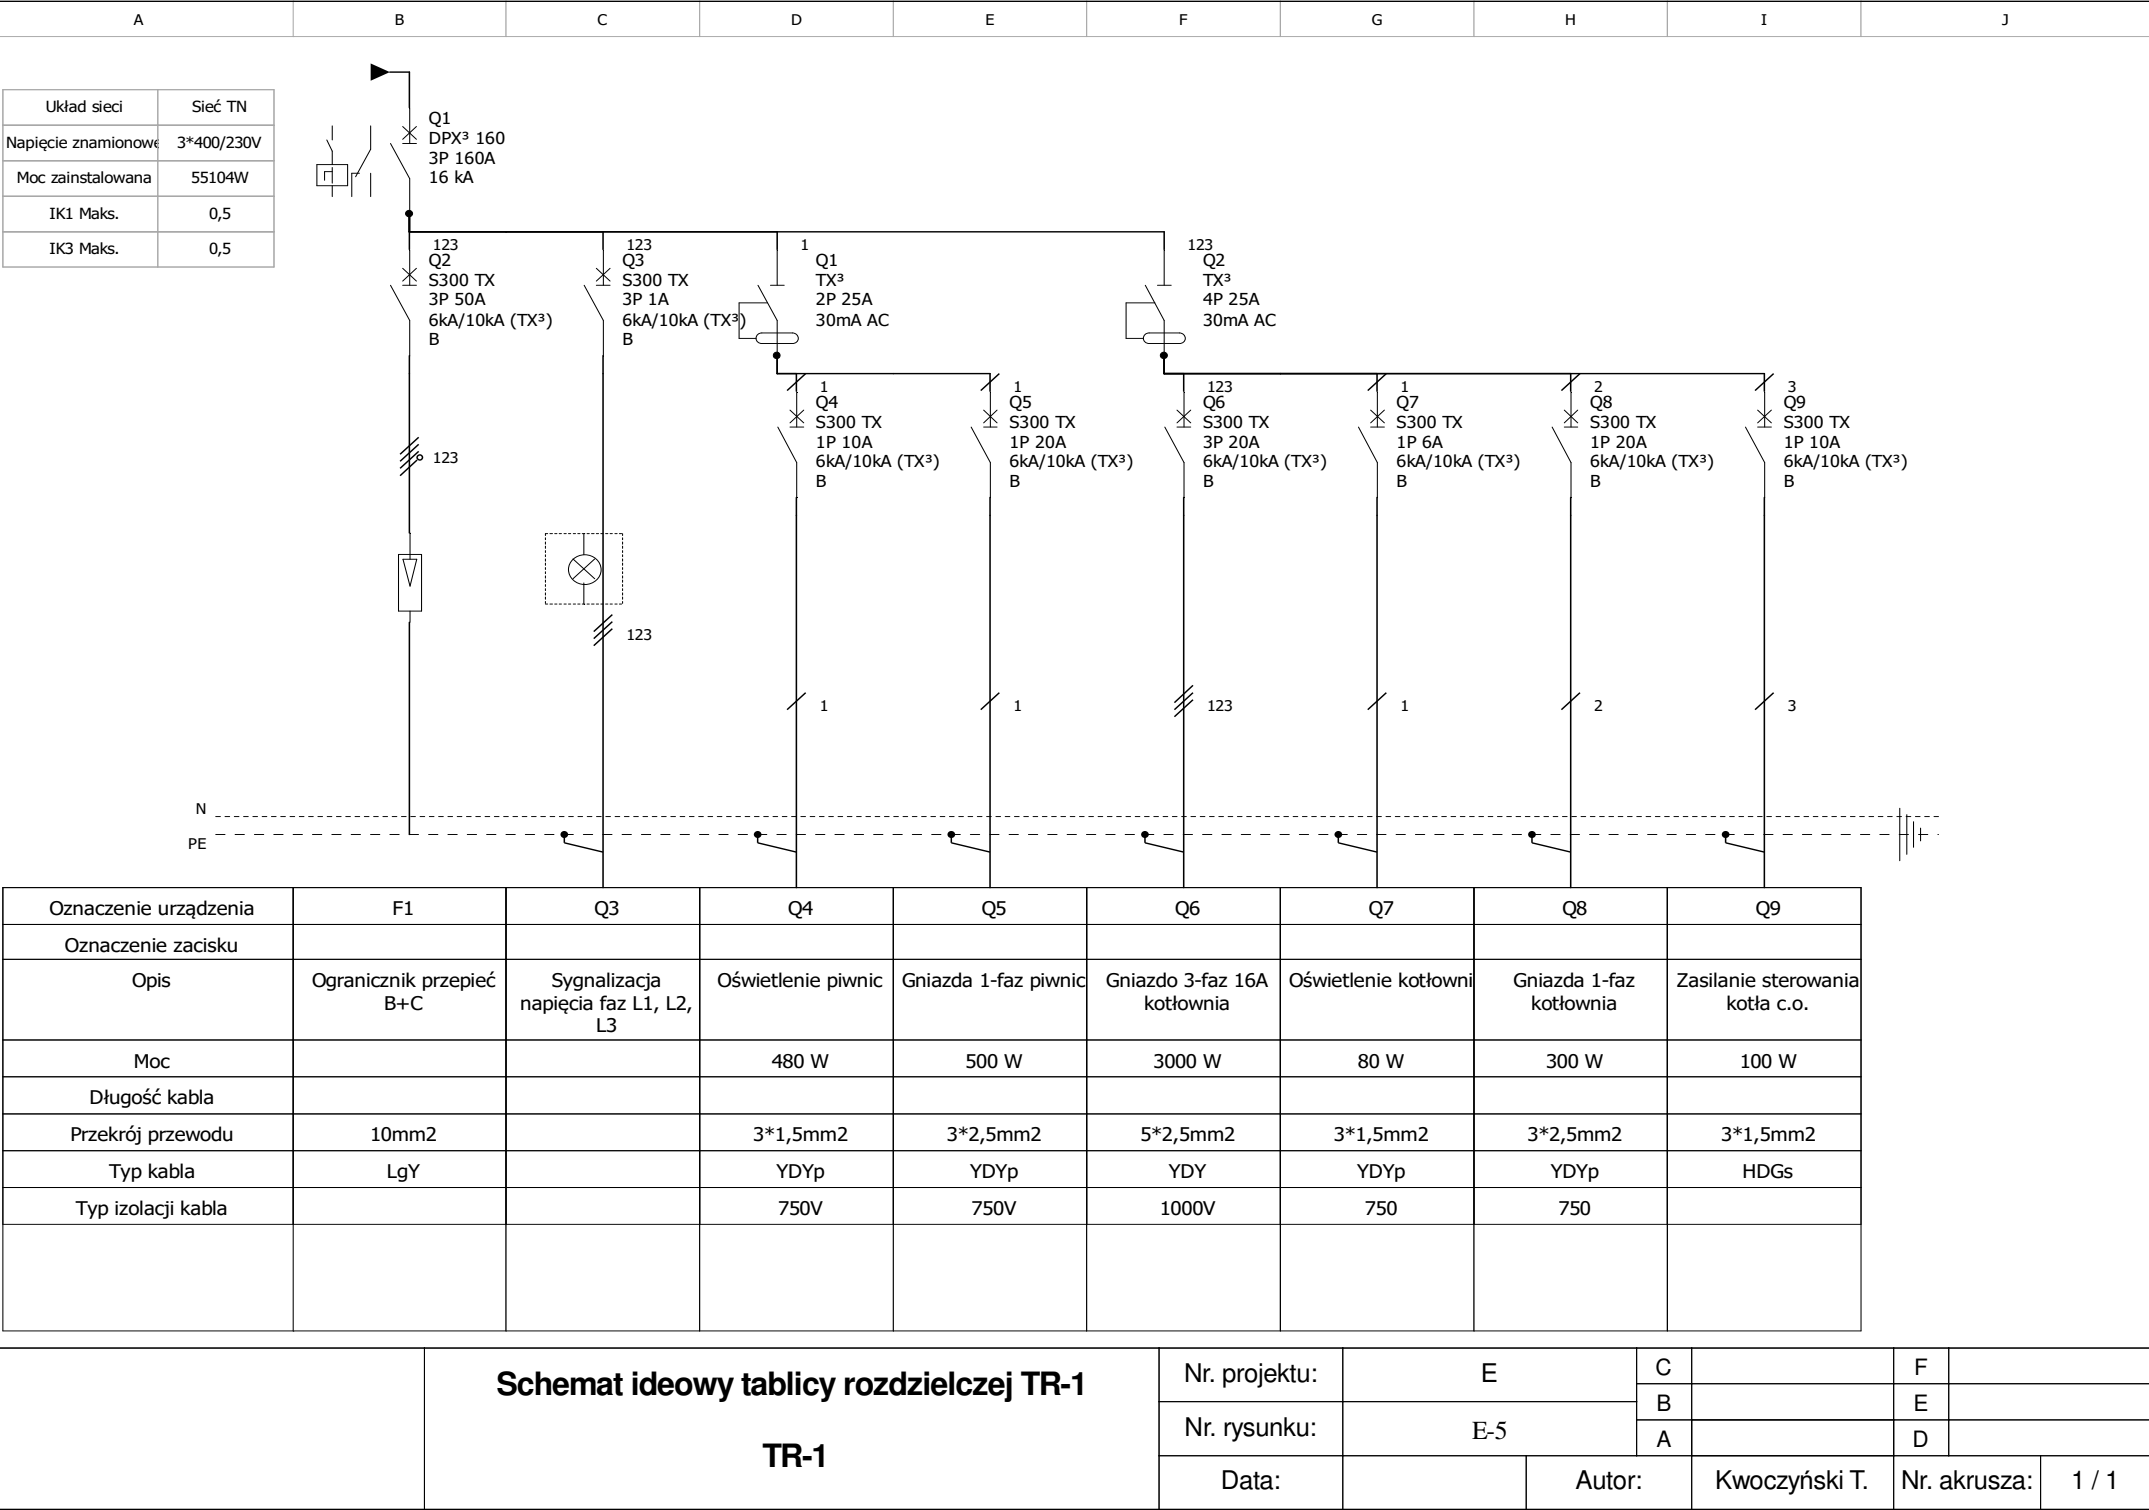 A B C D E F G H I J
Układ sieci Sieć TN
Napięcie znamionowe 3*400/230V
Moc zainstalowana 55104W
IK1 Maks. 0,5
IK3 Maks. 0,5
Q1
DPX³ 160
3P 160A
16 kA
123
Q2
S300 TX
3P 50A
6kA/10kA (TX³)
B
123
Q3
S300 TX
3P 1A
6kA/10kA (TX³)
B
1
Q1
TX³
2P 25A
30mA AC
123
Q2
TX³
4P 25A
30mA AC
1
Q4
S300 TX
1P 10A
6kA/10kA (TX³)
B
1
Q5
S300 TX
1P 20A
6kA/10kA (TX³)
B
123
Q6
S300 TX
3P 20A
6kA/10kA (TX³)
B
1
Q7
S300 TX
1P 6A
6kA/10kA (TX³)
B
2
Q8
S300 TX
1P 20A
6kA/10kA (TX³)
B
3
Q9
S300 TX
1P 10A
6kA/10kA (TX³)
B
123
123
1 1 123 1 2 3
N
PE
Oznaczenie urządzenia F1 Q3 Q4 Q5 Q6 Q7 Q8 Q9
Oznaczenie zacisku
Opis
Ogranicznik przepieć
B+C
Sygnalizacja
napięcia faz L1, L2,
L3
Oświetlenie piwnic
Gniazda 1-faz piwnic
Gniazdo 3-faz 16A
kotłownia
Oświetlenie kotłowni
Gniazda 1-faz
kotłownia
Zasilanie sterowania
kotła c.o.
Moc 480 W 500 W 3000 W 80 W 300 W 100 W
Długość kabla
Przekrój przewodu 10mm2 3*1,5mm2 3*2,5mm2 5*2,5mm2 3*1,5mm2 3*2,5mm2 3*1,5mm2
Typ kabla LgY YDYp YDYp YDY YDYp YDYp HDGs
Typ izolacji kabla 750V 750V 1000V 750 750
Schemat ideowy tablicy rozdzielczej TR-1
TR-1
Nr. projektu: E
Nr. rysunku: E-5
C F
B E
A D
Data: Autor: Kwoczyński T. Nr. akrusza: 1 / 1